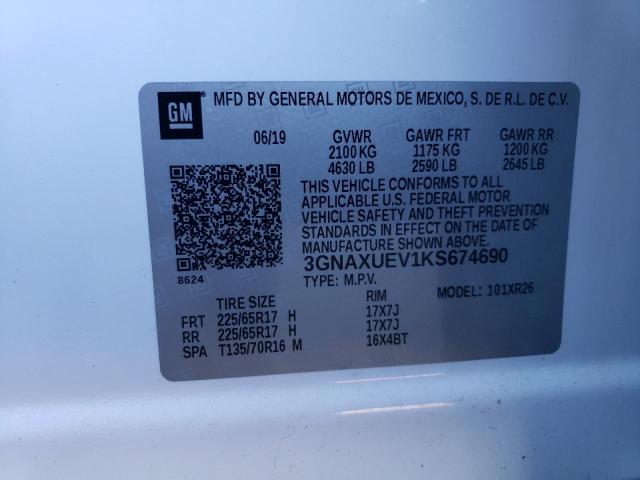 GM
MFD BY GENERAL MOTORS DE MEXICO, S. DE R.L. DE C.V.
06/19 GVWR GAWR FRT GAWR RR
2100 KG 1175 KG 1200 KG
4630 LB 2590 LB 2645 LB
THIS VEHICLE CONFORMS TO ALL
APPLICABLE U.S. FEDERAL MOTOR
VEHICLE SAFETY AND THEFT PREVENTION
STANDARDS IN EFFECT ON THE DATE OF
MANUFACTURE SHOWN ABOVE.
8624
3GNAXUEV1KS674690
TYPE: M.P.V. MODEL: 101XR26
TIRE SIZE RIM
FRT 225/65R17 H 17X7J
RR 225/65R17 H 17X7J
SPA T135/70R16 M 16X4BT